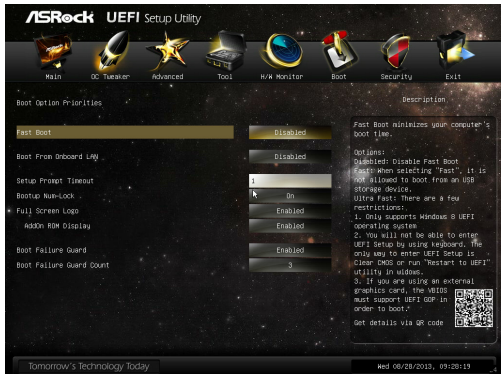 ASRock UEFI Setup Utility
Main OC Tweaker Advanced Tool H/W Monitor Boot Security Exit
Boot Option Priorities
Fast Boot Disabled
Boot From Onboard LAN Disabled
Setup Prompt Timeout 1
Bootup Num-Lock On
Full Screen Logo Enabled
AddOn ROM Display Enabled
Boot Failure Guard Enabled
Boot Failure Guard Count 3
Description
Fast Boot minimizes your computer's
boot time.
Options:
Disabled: Disable Fast Boot
Fast: When selecting "Fast", it is
not allowed to boot from an USB
storage device.
Ultra Fast: There are a few
restrictions:
1. Only supports Windows 8 UEFI
operating system
2. You will not be able to enter
UEFI Setup by using keyboard. The
only way to enter UEFI Setup is
Clear CMOS or run "Restart to UEFI"
utility in widows.
3. If you are using an external
graphics card, the VBIOS
must support UEFI GOP in
order to boot."
Get details via QR code
Tomorrow's Technology Today
Wed 08/28/2013, 09:28:19